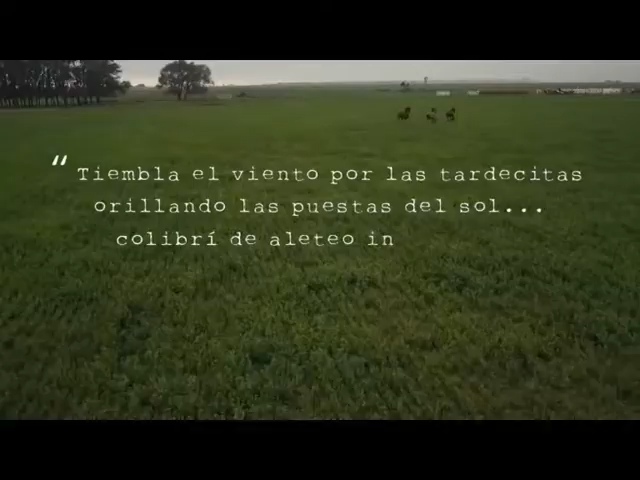 “ Tiembla el viento por las tardecitas
orillando las puestas del sol...
colibrí de aleteo in